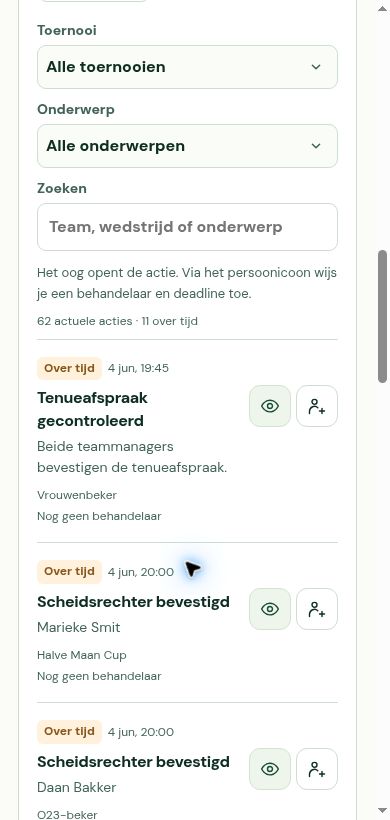 Toernooi
Alle toernooien
Onderwerp
Alle onderwerpen
Zoeken
Team, wedstrijd of onderwerp
Het oog opent de actie. Via het persoonicoon wijs
je een behandelaar en deadline toe.
62 actuele acties · 11 over tijd
Over tijd 4 jun, 19:45
Tenueafspraak
gecontroleerd
Beide teammanagers
bevestigen de tenueafspraak.
Vrouwenbeker
Nog geen behandelaar
Over tijd 4 jun, 20:00
Scheidsrechter bevestigd
Marieke Smit
Halve Maan Cup
Nog geen behandelaar
Over tijd 4 jun, 20:00
Scheidsrechter bevestigd
Daan Bakker
O23-beker